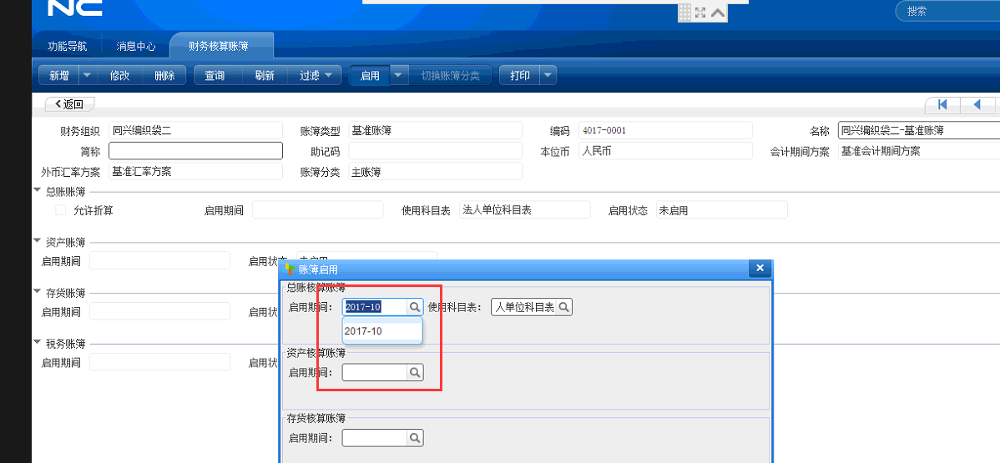 NC
搜索
功能导航 消息中心 财务核算账簿
新增 修改 删除 查询 刷新 过滤 启用 切换账簿分类 打印
返回
财务组织 同兴编织袋二 账簿类型 基准账簿 编码 4017-0001 名称 同兴编织袋二-基准账簿
简称 助记码 本位币 人民币 会计期间方案 基准会计期间方案
外币汇率方案 基准汇率方案 账簿分类 主账簿
总账账簿
允许折算 启用期间 使用科目表 法人单位科目表 启用状态 未启用
资产账簿
启用期间 启用状态 未启用
账簿启用
总账核算账簿
存货账簿
启用期间 启用状
启用期间： 2017-10 使用科目表： 人单位科目表
2017-10
税务账簿
启用期间 启用状
资产核算账簿
启用期间：
存货核算账簿
启用期间：